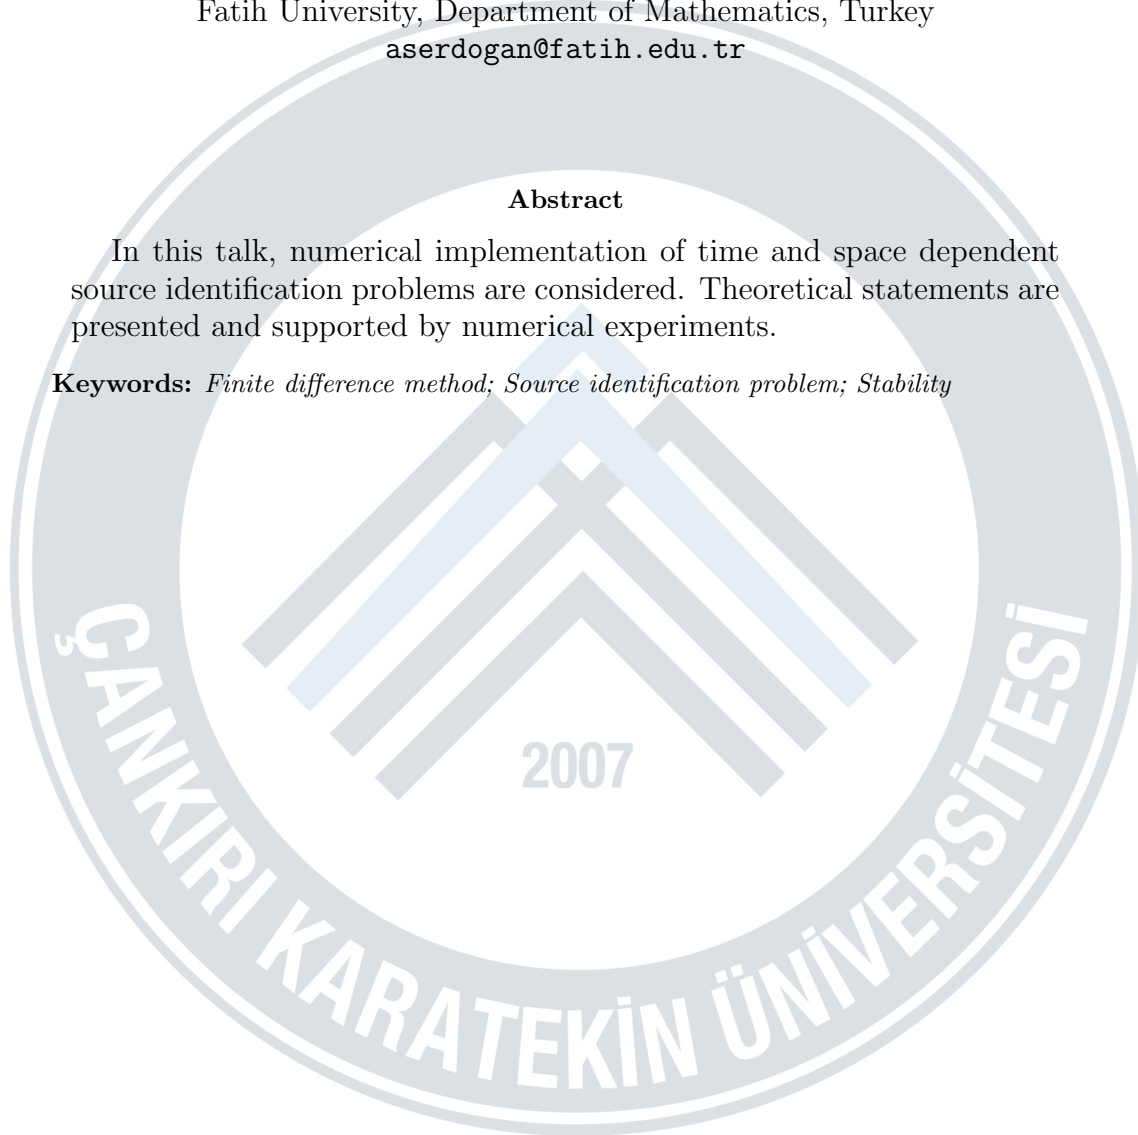 Fatih University, Department of Mathematics, Turkey
aserdogan@fatih.edu.tr
Abstract
In this talk, numerical implementation of time and space dependent
source identification problems are considered. Theoretical statements are
presented and supported by numerical experiments.
Keywords: Finite difference method; Source identification problem; Stability
2007
ÇANKIRI KARATEKİN ÜNİVERSİTESİ